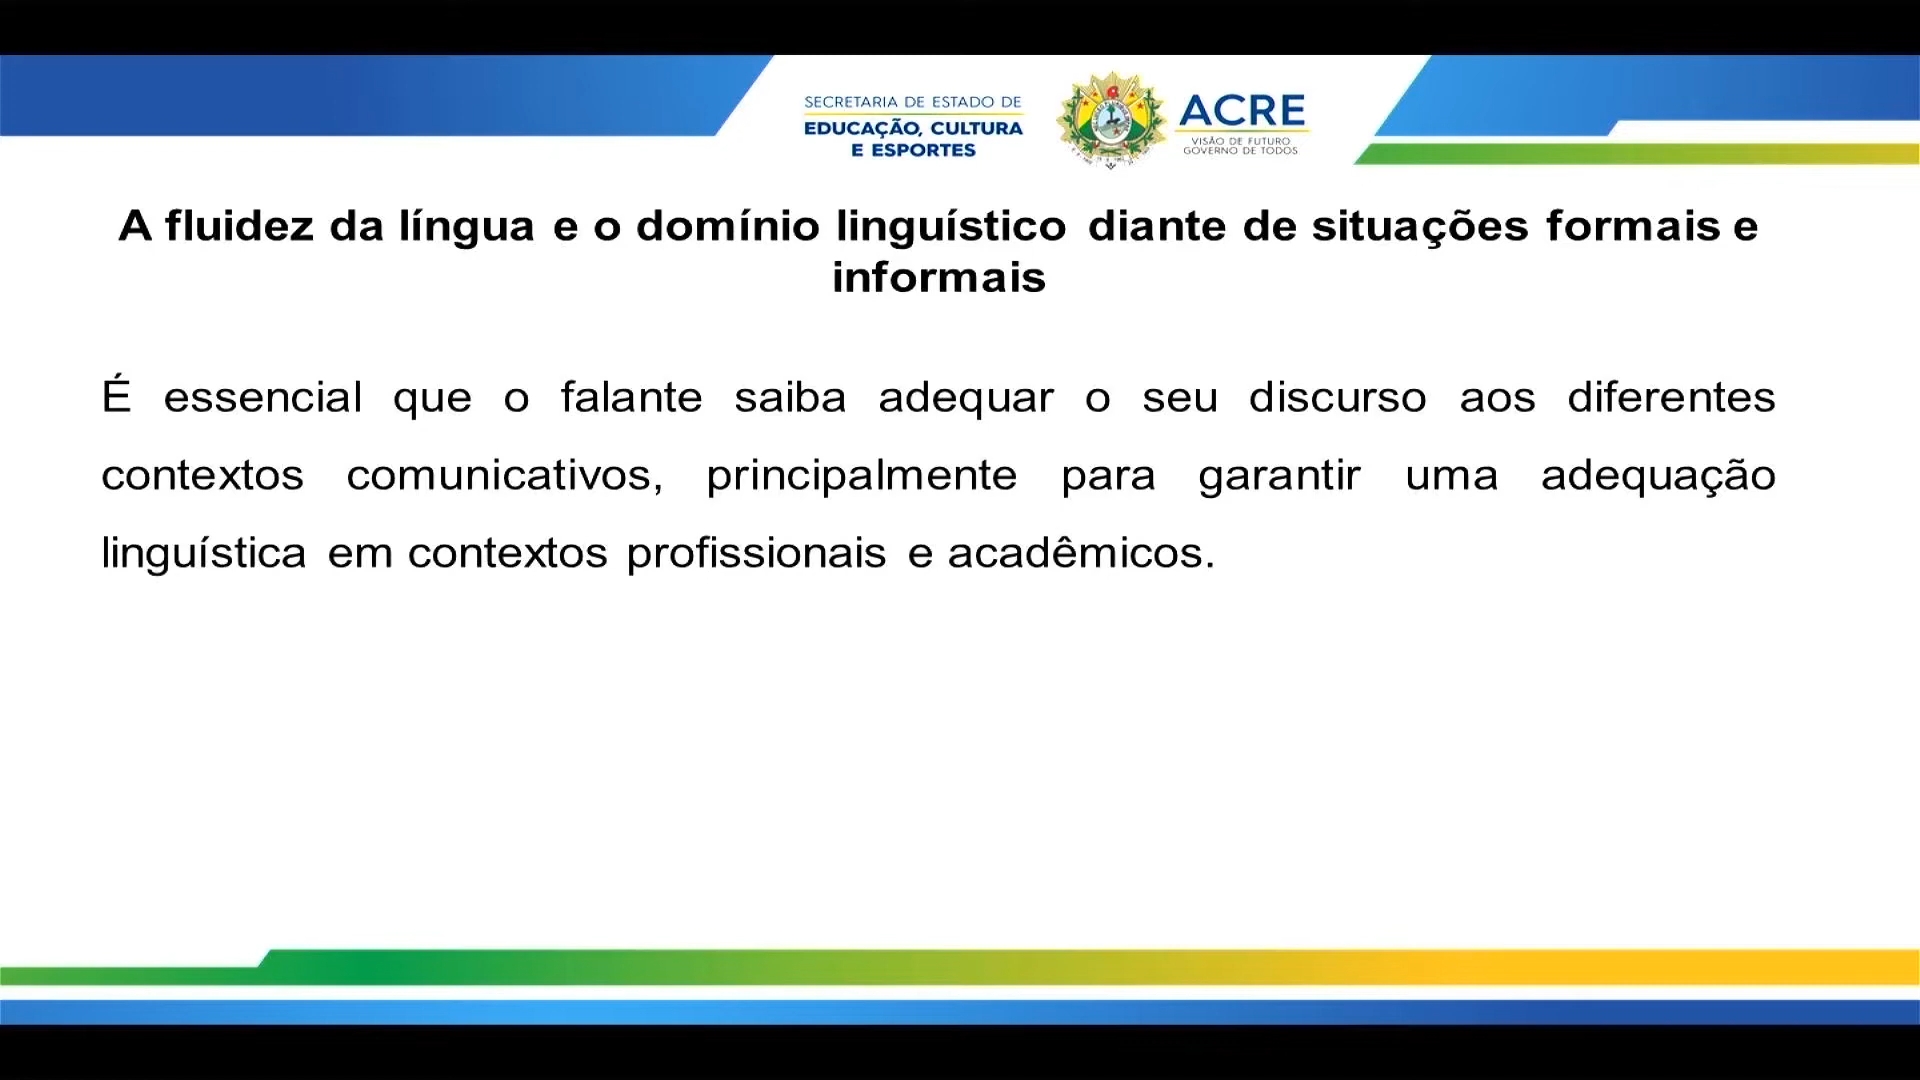 SECRETARIA DE ESTADO DE
EDUCAÇÃO, CULTURA
E ESPORTES
ACRE
VISÃO DE FUTURO
GOVERNO DE TODOS
A fluidez da língua e o domínio linguístico diante de situações formais e
informais
É essencial que o falante saiba adequar o seu discurso aos diferentes
contextos comunicativos, principalmente para garantir uma adequação
linguística em contextos profissionais e acadêmicos.